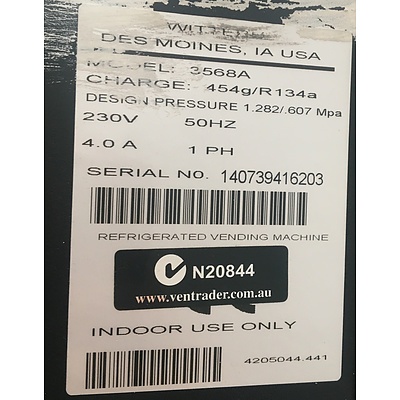 DES MOINES, IA USA
MODEL: 3568A
CHARGE: 454g/R134a
DESIGN PRESSURE 1.282/.607 Mpa
230V 50HZ
4.0 A 1 PH
SERIAL No. 140739416203
REFRIGERATED VENDING MACHINE
N20844
www.ventrader.com.au
INDOOR USE ONLY
4205044.441